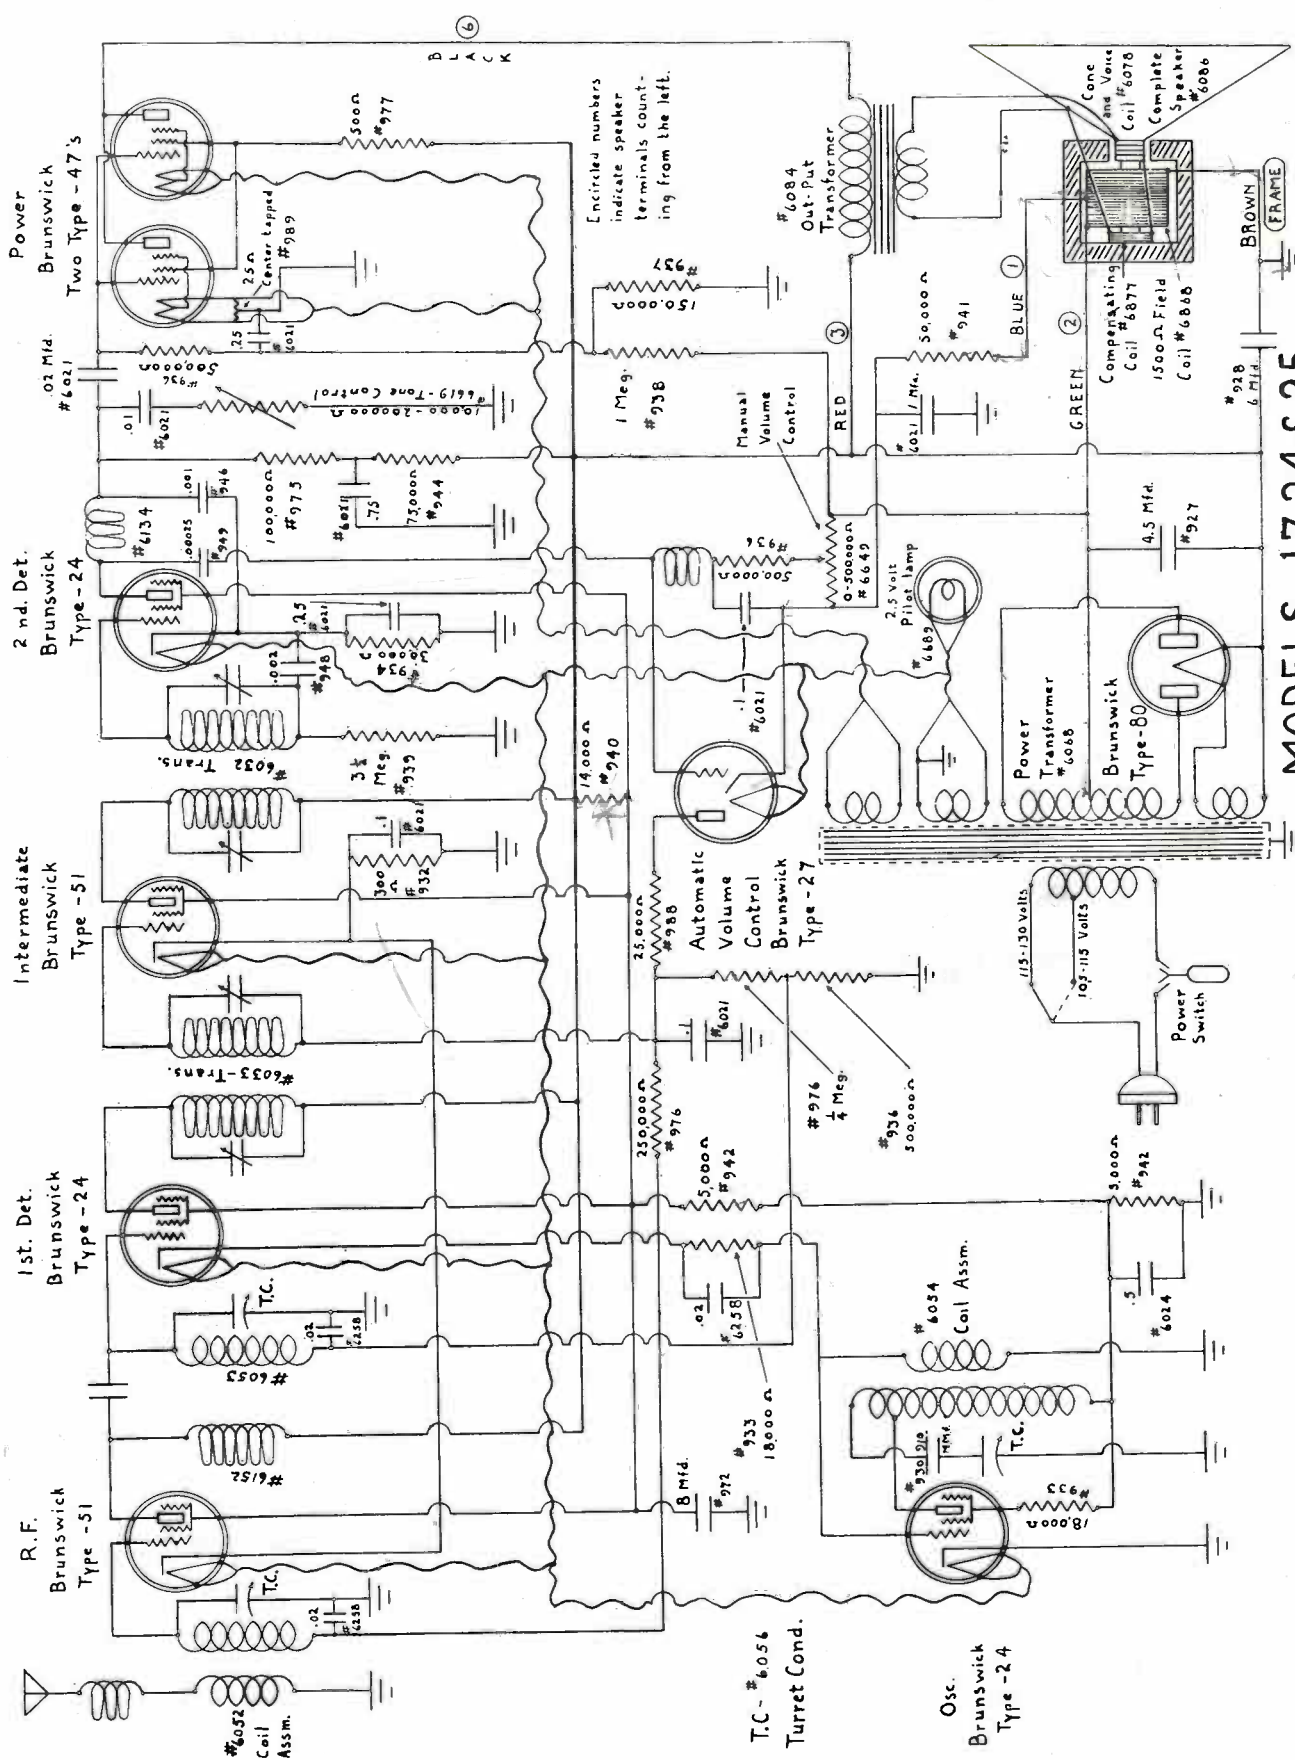 R.F.
Brunswick
Type -51
1st. Det.
Brunswick
Type -24
Intermediate
Brunswick
Type -51
2nd. Det.
Brunswick
Type-24
Power
Brunswick
Two Type-47's
#6052
Coil
Assm.
T.C.
.02
#6258
#6152
#6053
T.C.
.02
#6258
#6033-Trans.
#6032 Trans.
3½
Meg.
#939
.1
#6021
300
Ω
#932
.002
#948
.25
#6021
#934
#6134
.00025
#949
.001
#946
100,000Ω
#975
#6021
.75
75,000Ω
#944
.02 Mfd.
#6021
.01
#6021
500,000Ω
#936
10,000-200,000Ω
#6619-Tone Control
.25
#6021
25Ω
Center tapped
#989
500Ω
#977
BLACK
6
Encircled numbers
indicate speaker
terminals count-
ing from the left.
150,000Ω
#937
1 Meg.
#938
#6084
Out-Put
Transformer
3
RED
Manual
Volume
Control
0-500,000Ω
#6649
500,000Ω
#936
#6021 1 Mfd.
50,000Ω
#941
BLUE
1
GREEN
2
Cone
and Voice
Coil #6078
Complete
Speaker
#6086
Compensating
Coil #6877
1500Ω Field
Coil #6868
BROWN
FRAME
#928
6 Mfd.
4.5 Mfd.
#927
2.5 Volt
Pilot lamp
#6689
.1
#6021
14,000Ω
#940
25,000Ω
#988
Automatic
Volume
Control
Brunswick
Type-27
.1
#6021
250,000Ω
#976
#976
¼ Meg.
#936
500,000Ω
5,000Ω
#942
.02
#6258
#933
18,000Ω
8 Mfd.
#972
Power
Transformer
#6068
Brunswick
Type-80
115-130 Volts
105-115 Volts
Power
Switch
5,000Ω
#942
.5
#6024
#6054
Coil Assm.
#930 910
MMf.
T.C.
#933
18,000Ω
T.C-#6056
Turret Cond.
Osc.
Brunswick
Type -24